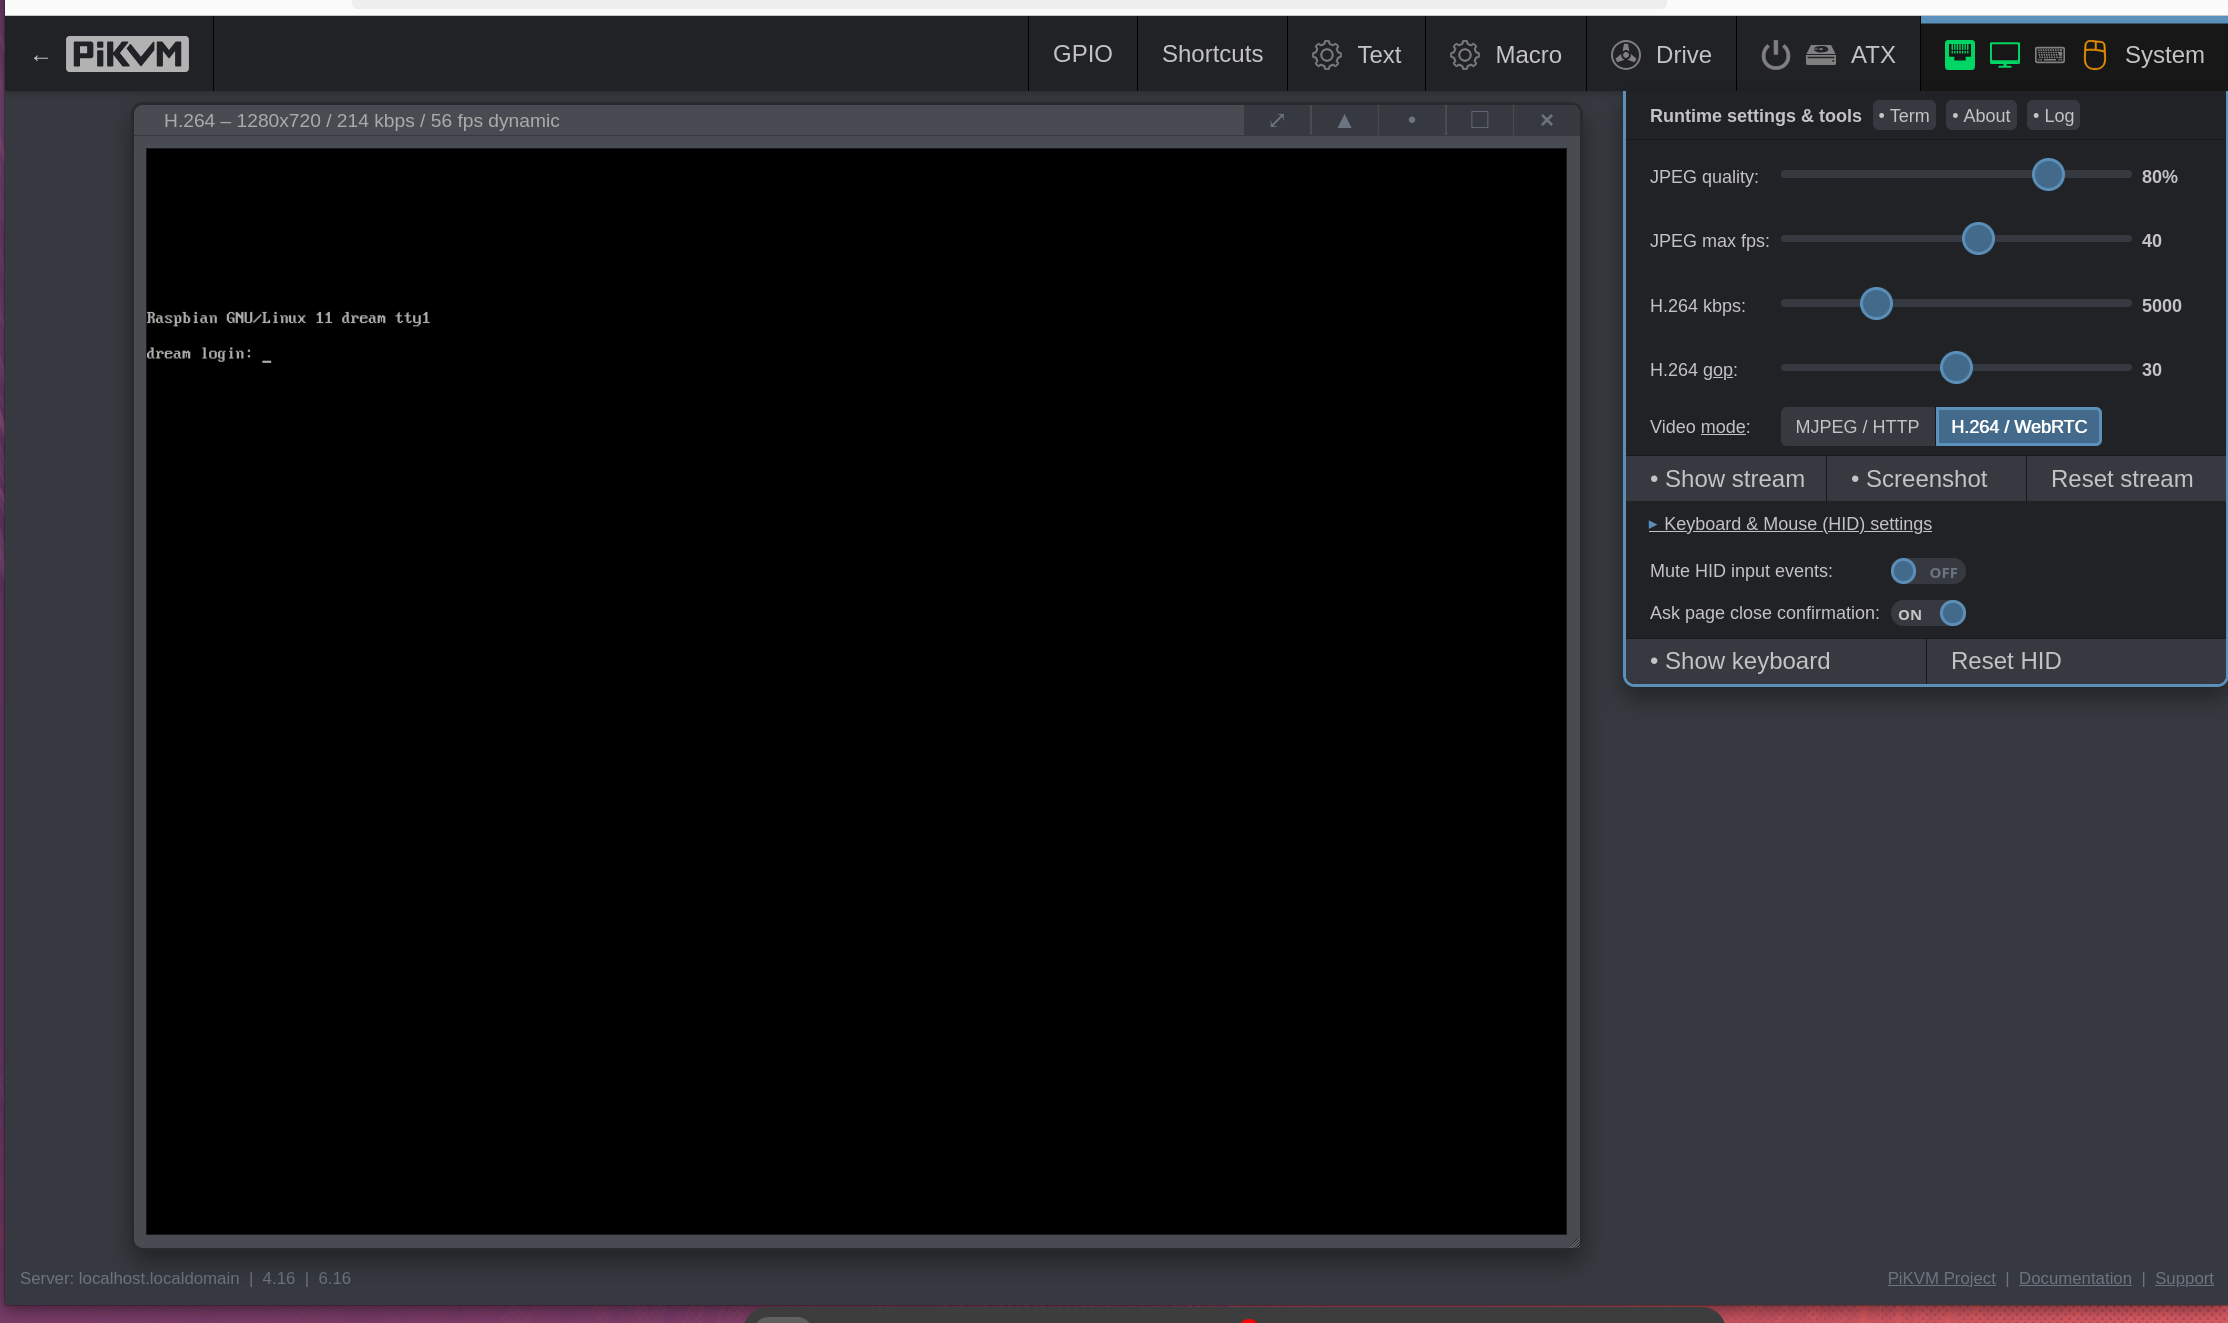 ← PiKVM
GPIO
Shortcuts
Text
Macro
Drive
ATX
System
H.264 – 1280x720 / 214 kbps / 56 fps dynamic
Raspbian GNU/Linux 11 dream tty1
dream login: _
Runtime settings & tools • Term • About • Log
JPEG quality: 80%
JPEG max fps: 40
H.264 kbps: 5000
H.264 gop: 30
Video mode: MJPEG / HTTP H.264 / WebRTC
• Show stream • Screenshot Reset stream
▸ Keyboard & Mouse (HID) settings
Mute HID input events: OFF
Ask page close confirmation: ON
• Show keyboard Reset HID
Server: localhost.localdomain | 4.16 | 6.16
PiKVM Project | Documentation | Support